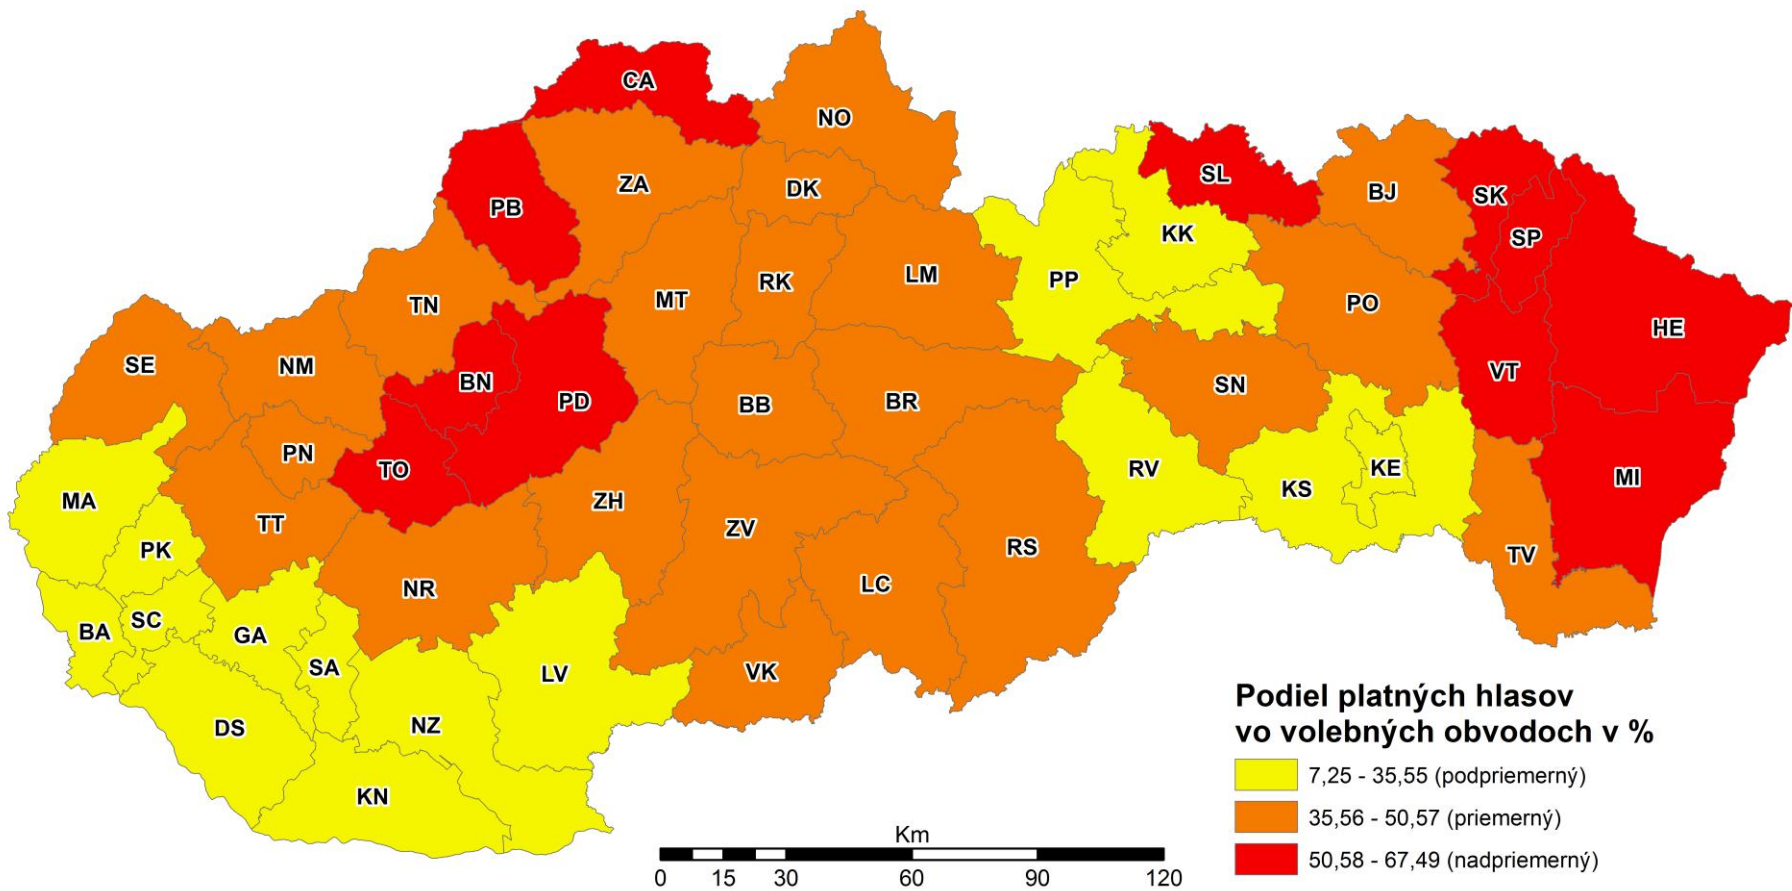 CA
NO
ZA
DK
SL
BJ
SK
PB
SP
KK
TN
MT
RK
LM
PP
PO
HE
SE
NM
BN
PD
BB
BR
SN
VT
PN
TO
RV
KE
KS
MI
MA
TT
ZH
ZV
RS
PK
NR
LC
TV
BA
SC
GA
SA
LV
VK
DS
NZ
KN
Podiel platných hlasov
vo volebných obvodoch v %
7,25 - 35,55 (podpriemerný)
35,56 - 50,57 (priemerný)
50,58 - 67,49 (nadpriemerný)
Km
0 15 30 60 90 120